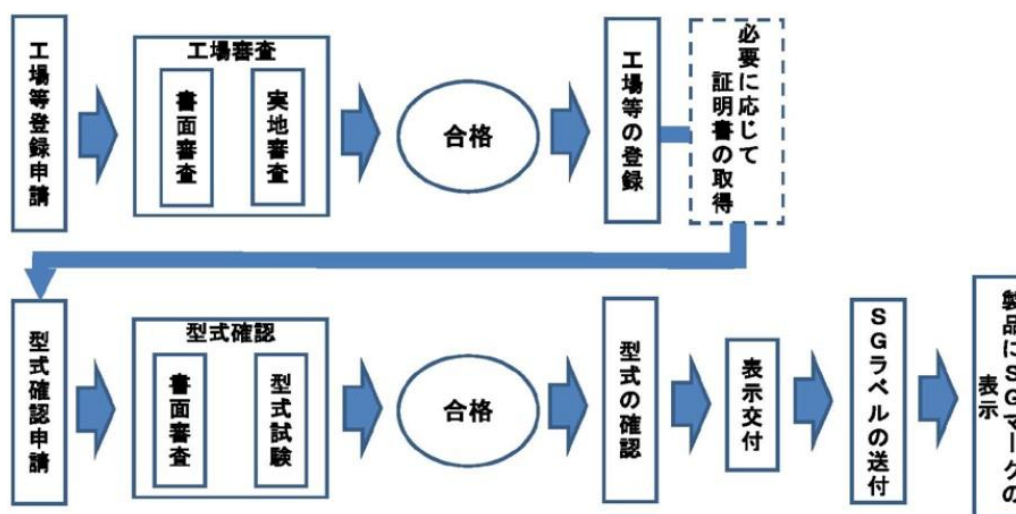 工場等登録申請
工場審査
書面審査
実地審査
合格
工場等の登録
必要に応じて
証明書の取得
型式確認申請
型式確認
書面審査
型式試験
合格
型式の確認
表示交付
SGラベルの送付
製品にSGマークの
表示